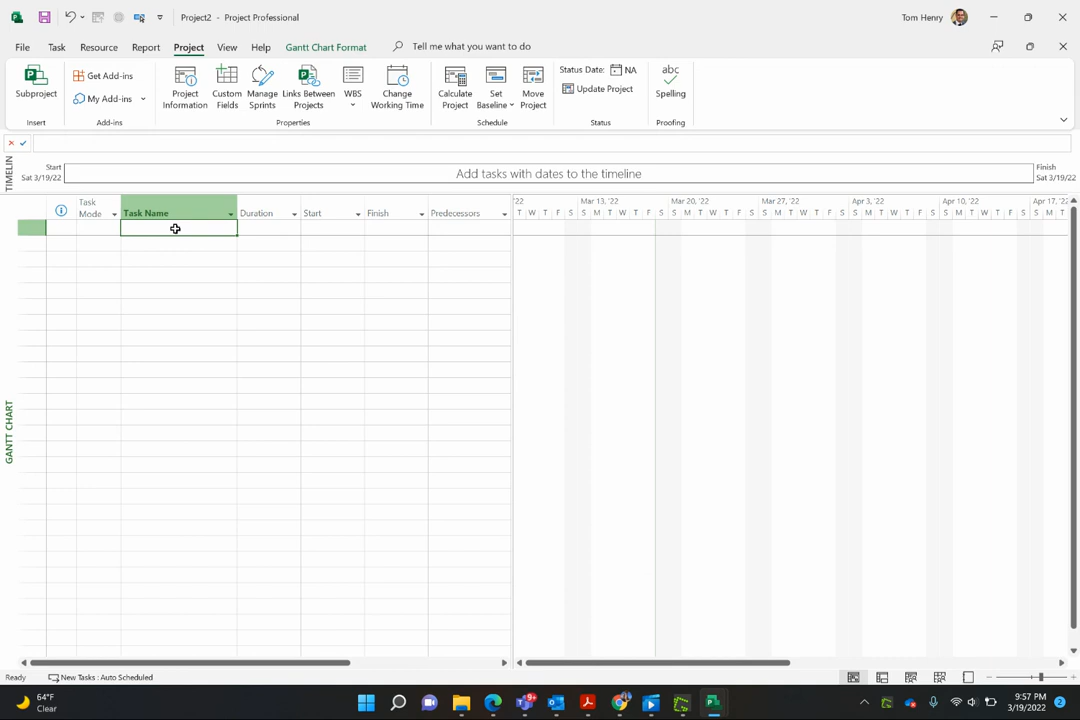 Project2 - Project Professional
Tom Henry
File Task Resource Report Project View Help Gantt Chart Format Tell me what you want to do
Subproject
Get Add-ins
My Add-ins
Project Information
Custom Fields
Manage Sprints
Links Between Projects
WBS
Change Working Time
Calculate Project
Set Baseline
Move Project
Status Date: NA
Update Project
abc
Spelling
Insert Add-ins Properties Schedule Status Proofing
TIMELIN
Start
Sat 3/19/22
Add tasks with dates to the timeline
Finish
Sat 3/19/22
Task Mode
Task Name
Duration
Start
Finish
Predecessors
'22 Mar 13, '22 Mar 20, '22 Mar 27, '22 Apr 3, '22 Apr 10, '22 Apr 17, '22
T W T F S S M T W T F S S M T W T F S S M T W T F S S M T W T F S S M T W T F S S M T
GANTT CHART
Ready New Tasks : Auto Scheduled
64°F
Clear
9:57 PM
3/19/2022
2
9+